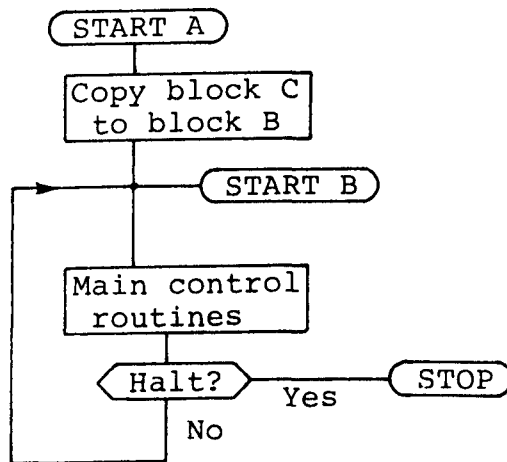 START A
Copy block C
to block B
START B
Main control
routines
Halt?
Yes
STOP
No